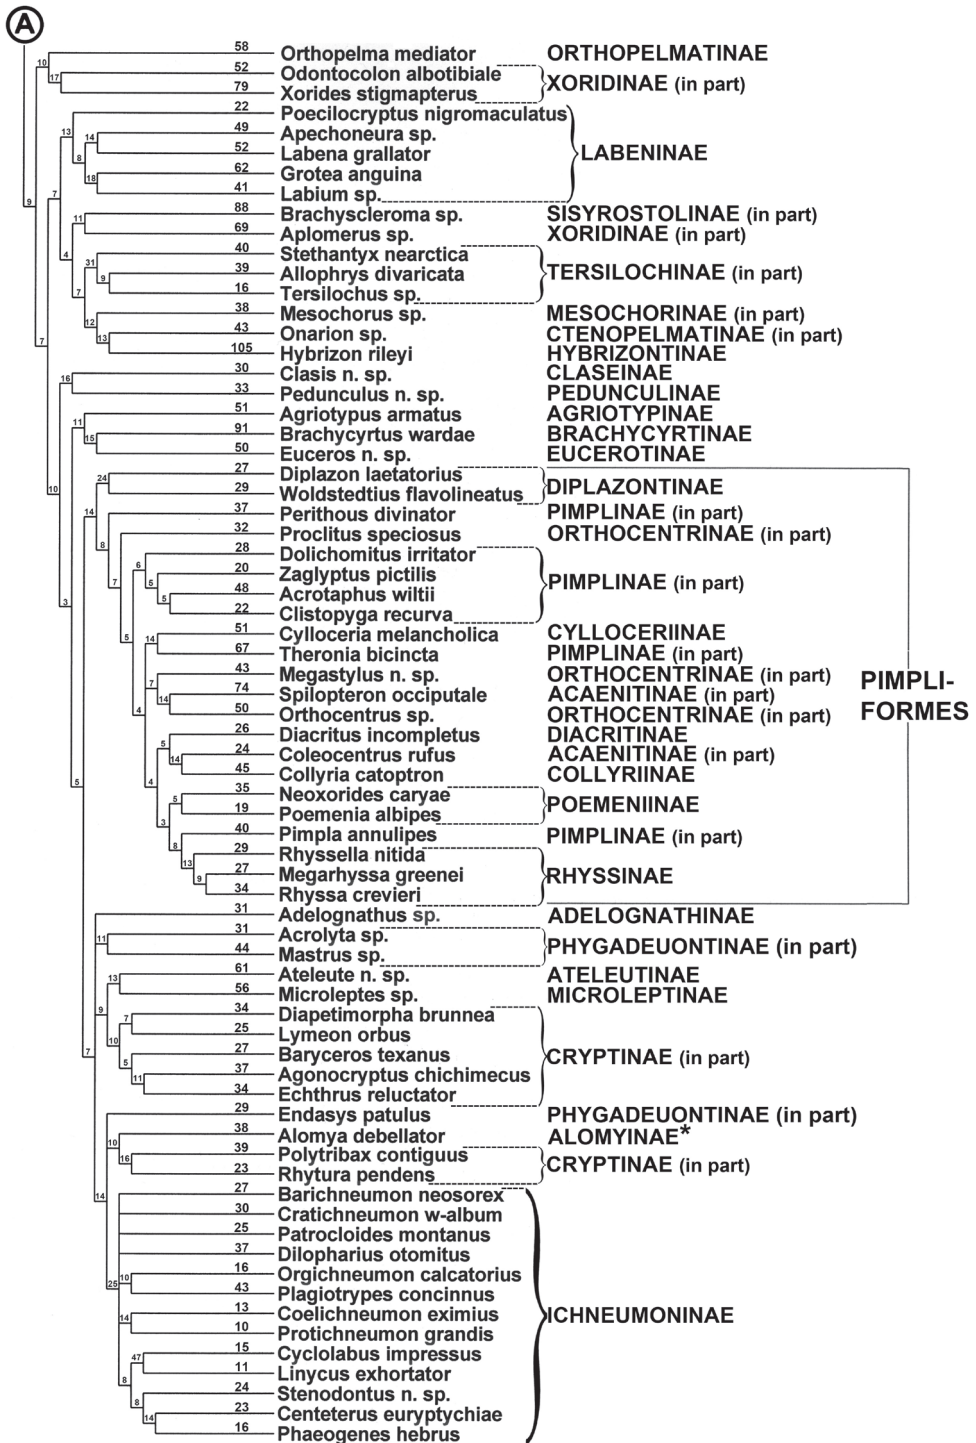 A
58 Orthopelma mediator ORTHOPELMATINAE
10
52 Odontocolon albotibiale
17 XORIDINAE (in part)
79 Xorides stigmapterus
22 Poecilocryptus nigromaculatus
13
49 Apechoneura sp.
14
52 Labena grallator LABENINAE
8
62 Grotea anguina
18
41 Labium sp.
7
9
88 Brachyscleroma sp. SISYROSTOLINAE (in part)
11
69 Aplomerus sp. XORIDINAE (in part)
4
40 Stethantyx nearctica
31
39 Allophrys divaricata TERSILOCHINAE (in part)
9
16 Tersilochus sp.
7
38 Mesochorus sp. MESOCHORINAE (in part)
12
43 Onarion sp. CTENOPELMATINAE (in part)
13
7
105 Hybrizon rileyi HYBRIZONTINAE
30 Clasis n. sp. CLASEINAE
16
33 Pedunculus n. sp. PEDUNCULINAE
51 Agriotypus armatus AGRIOTYPINAE
11
91 Brachycyrtus wardae BRACHYCYRTINAE
15
50 Euceros n. sp. EUCEROTINAE
27 Diplazon laetatorius
24 DIPLAZONTINAE
10
29 Woldstedtius flavolineatus
14
37 Perithous divinator PIMPLINAE (in part)
32 Proclitus speciosus ORTHOCENTRINAE (in part)
8
28 Dolichomitus irritator
6
20 Zaglyptus pictilis
7 5 PIMPLINAE (in part)
48 Acrotaphus wiltii
5
3
22 Clistopyga recurva
51 Cylloceria melancholica CYLLOCERIINAE
5 14
67 Theronia bicincta PIMPLINAE (in part)
43 Megastylus n. sp. ORTHOCENTRINAE (in part)
7
74 Spilopteron occiputale ACAENITINAE (in part)
14
4
50 Orthocentrus sp. ORTHOCENTRINAE (in part)
PIMPLI-
FORMES
26 Diacritus incompletus DIACRITINAE
5
24 Coleocentrus rufus ACAENITINAE (in part)
14
45 Collyria catoptron COLLYRIINAE
5
4
35 Neoxorides caryae
5 POEMENIINAE
19 Poemenia albipes
3
40 Pimpla annulipes PIMPLINAE (in part)
8
29 Rhyssella nitida
13
27 Megarhyssa greenei RHYSSINAE
9
34 Rhyssa crevieri
31 Adelognathus sp. ADELOGNATHINAE
31 Acrolyta sp.
11 PHYGADEUONTINAE (in part)
44 Mastrus sp.
61 Ateleute n. sp. ATELEUTINAE
13
56 Microleptes sp. MICROLEPTINAE
9
34 Diapetimorpha brunnea
7
25 Lymeon orbus
10
27 Baryceros texanus CRYPTINAE (in part)
7
5
37 Agonocryptus chichimecus
11
34 Echthrus reluctator
29 Endasys patulus PHYGADEUONTINAE (in part)
38 Alomya debellator ALOMYINAE*
10
39 Polytribax contiguus
16 CRYPTINAE (in part)
23 Rhytura pendens
14
27 Barichneumon neosorex
30 Cratichneumon w-album
25 Patrocloides montanus
37 Dilopharius otomitus
16 Orgichneumon calcatorius
10
25
43 Plagiotrypes concinnus
13 Coelichneumon eximius ICHNEUMONINAE
14
10 Protichneumon grandis
15 Cyclolabus impressus
47
11 Linycus exhortator
8
24 Stenodontus n. sp.
8
23 Centeterus euryptychiae
14
16 Phaeogenes hebrus